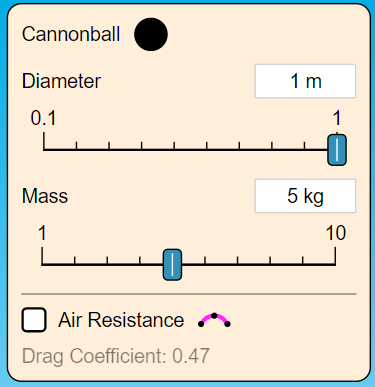 Cannonball
Diameter 1 m
0.1 1
Mass 5 kg
1 10
Air Resistance
Drag Coefficient: 0.47